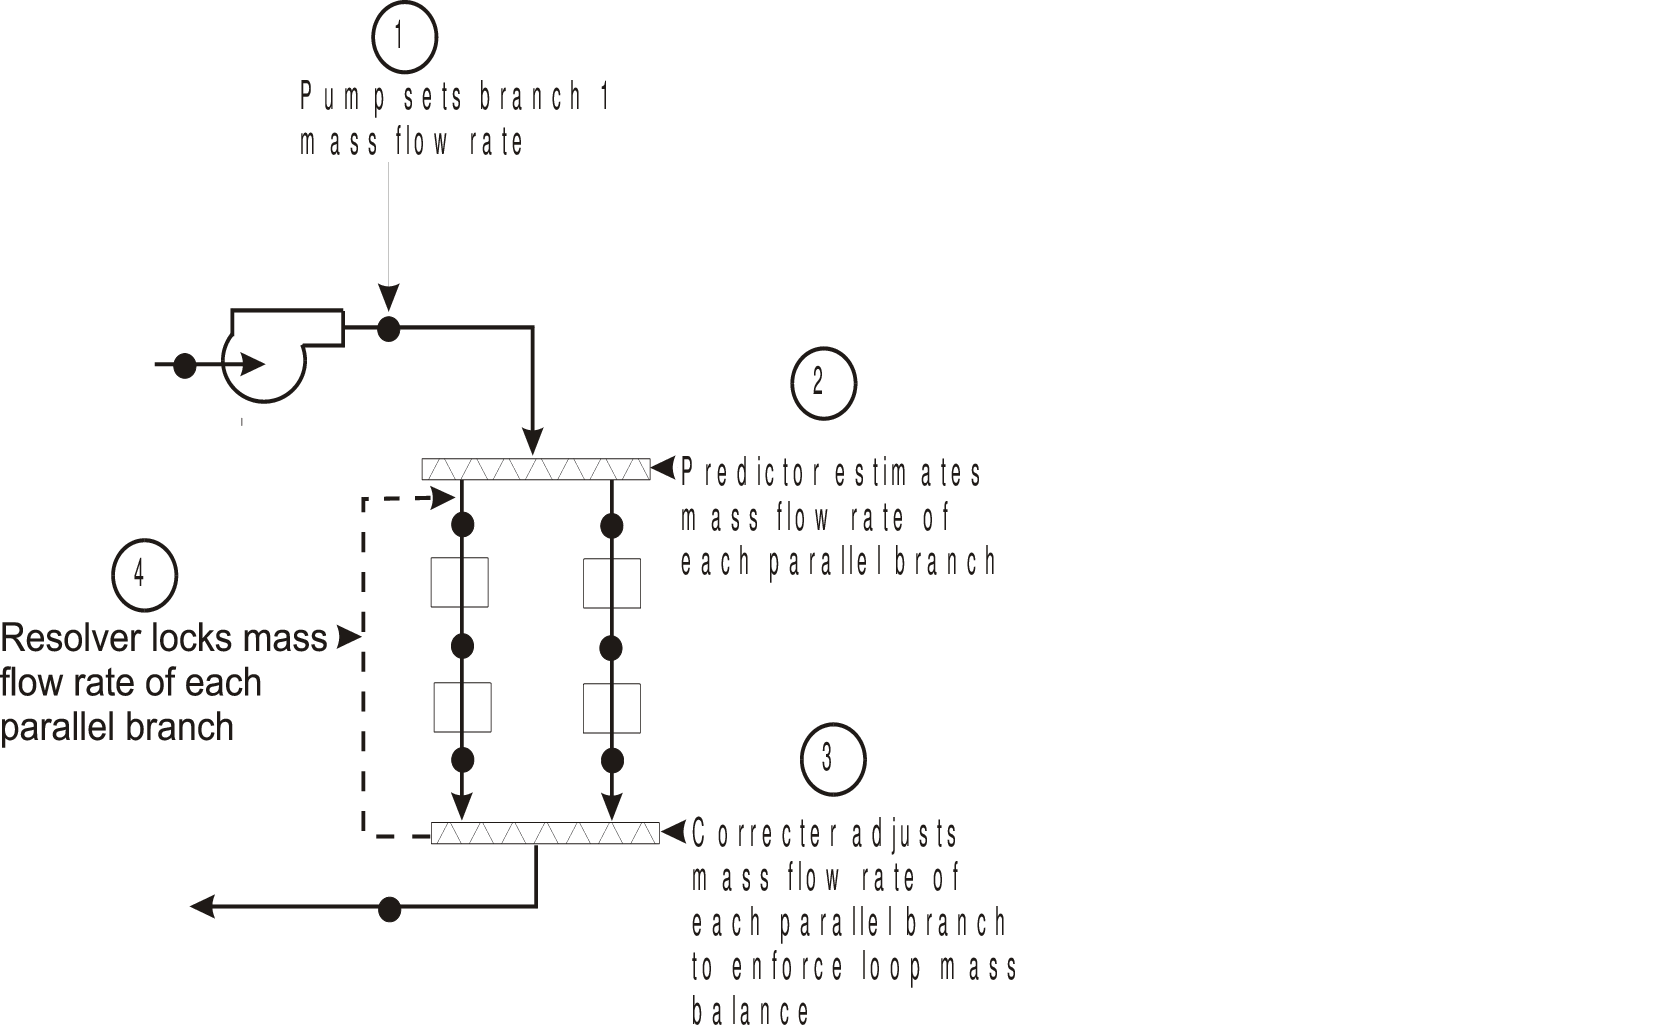 1
Pump sets branch 1
mass flow rate
2
Predictor estimates
mass flow rate of
each parallel branch
4
Resolver locks mass
flow rate of each
parallel branch
3
Correcter adjusts
mass flow rate of
each parallel branch
to enforce loop mass
balance